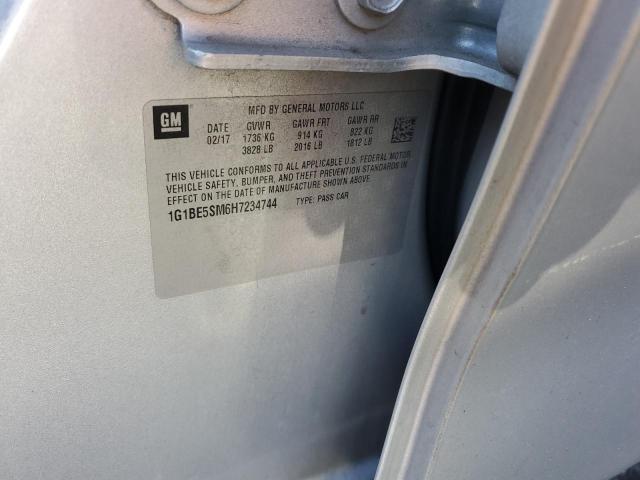 GM
MFD BY GENERAL MOTORS LLC
DATE GVWR GAWR FRT GAWR RR
02/17 1736 KG 914 KG 822 KG
3828 LB 2016 LB 1812 LB
THIS VEHICLE CONFORMS TO ALL APPLICABLE U.S. FEDERAL MOTOR
VEHICLE SAFETY, BUMPER, AND THEFT PREVENTION STANDARDS IN
EFFECT ON THE DATE OF MANUFACTURE SHOWN ABOVE.
1G1BE5SM6H7234744 TYPE: PASS CAR